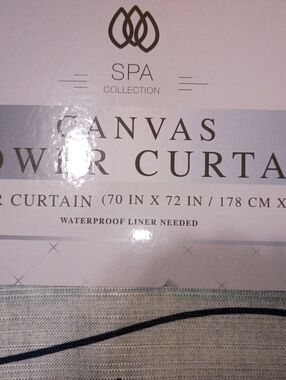 SPA
COLLECTION
CANVAS
OWER CURTA
R CURTAIN (70 IN X 72 IN / 178 CM X
WATERPROOF LINER NEEDED